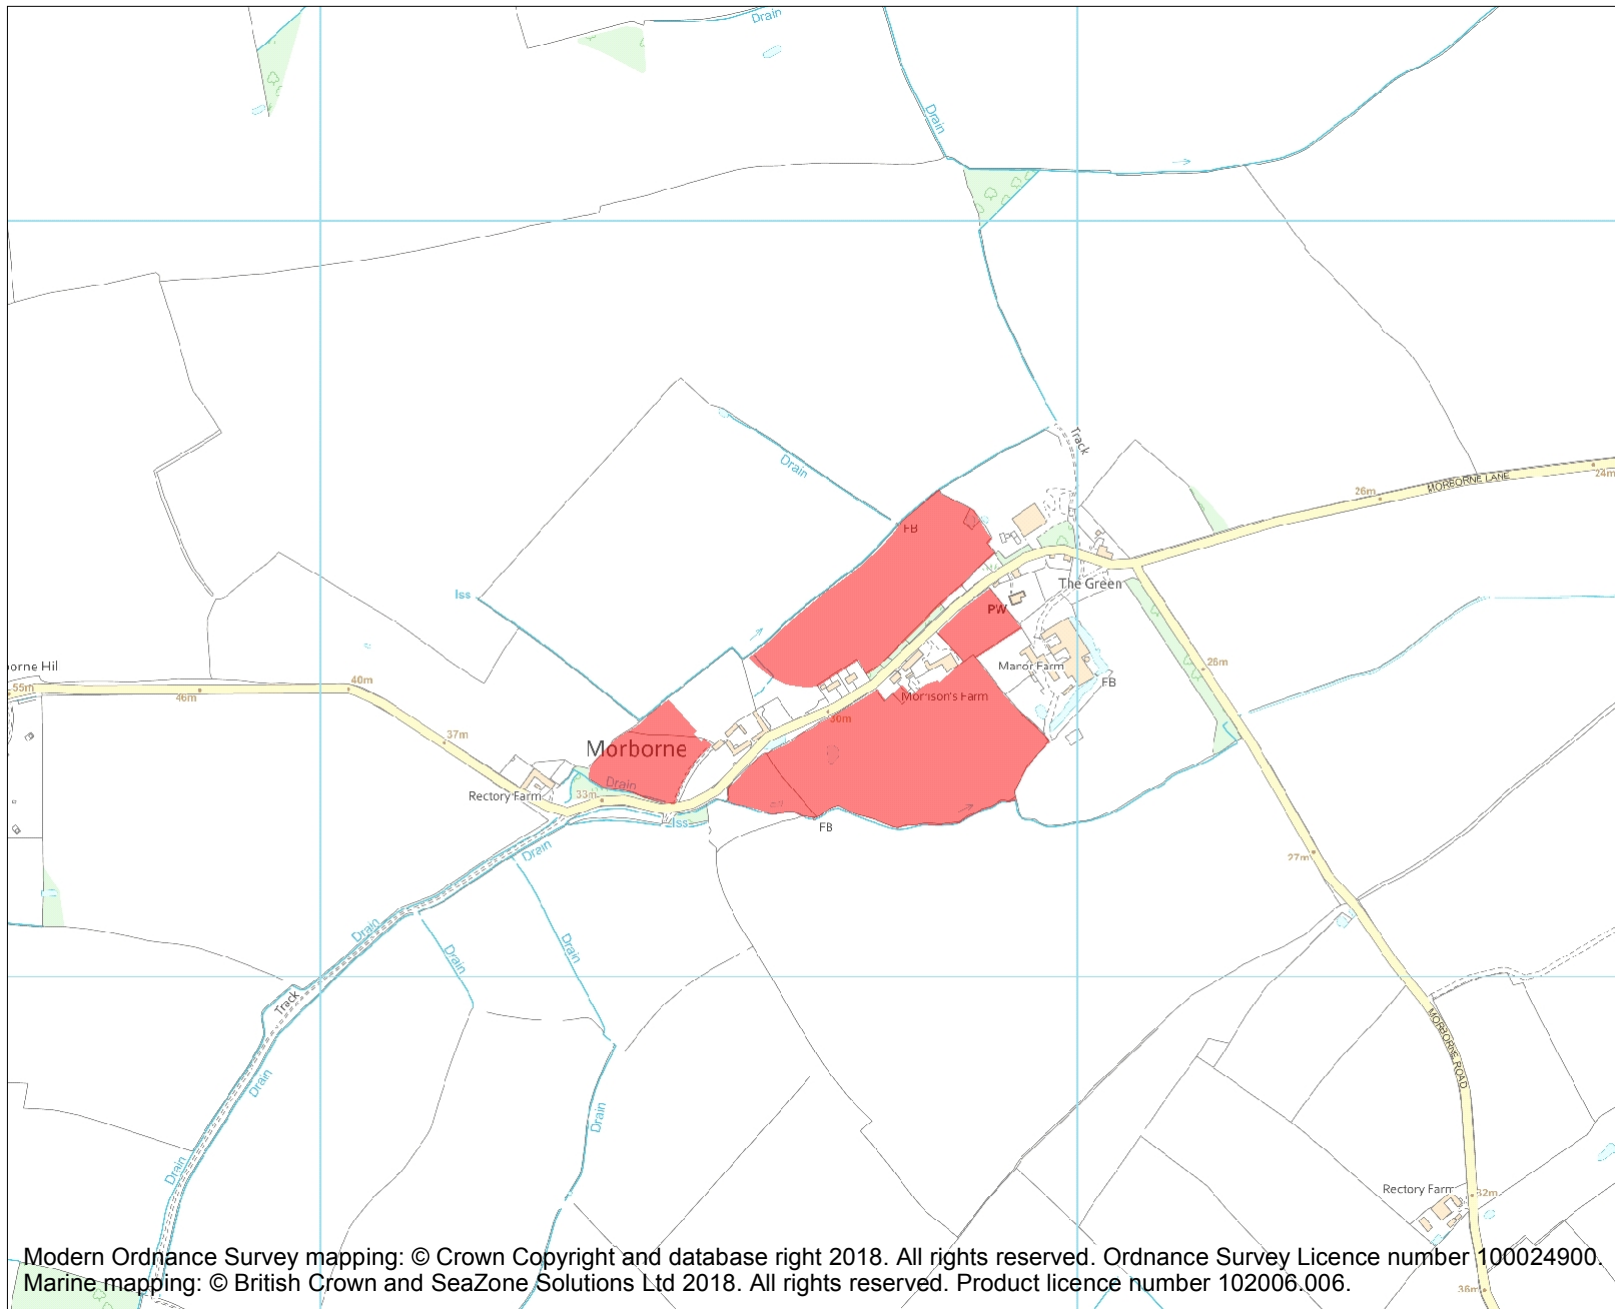 Drain
Drain
Track
MORBORNE LANE
24m
26m
Drain
FB
Iss
The Green
PW
orne Hil
55m
46m
40m
Manor Farm
25m
FB
Morrison's Farm
30m
37m
Morborne
Drain
Rectory Farm
33m
Iss
FB
Drain
27m
Drain
Drain
Drain
Track
Drain
MORBORNE ROAD
Drain
Drain
Rectory Farm
32m
Modern Ordnance Survey mapping: © Crown Copyright and database right 2018. All rights reserved. Ordnance Survey Licence number 100024900.
Marine mapping: © British Crown and SeaZone Solutions Ltd 2018. All rights reserved. Product licence number 102006.006.
36m